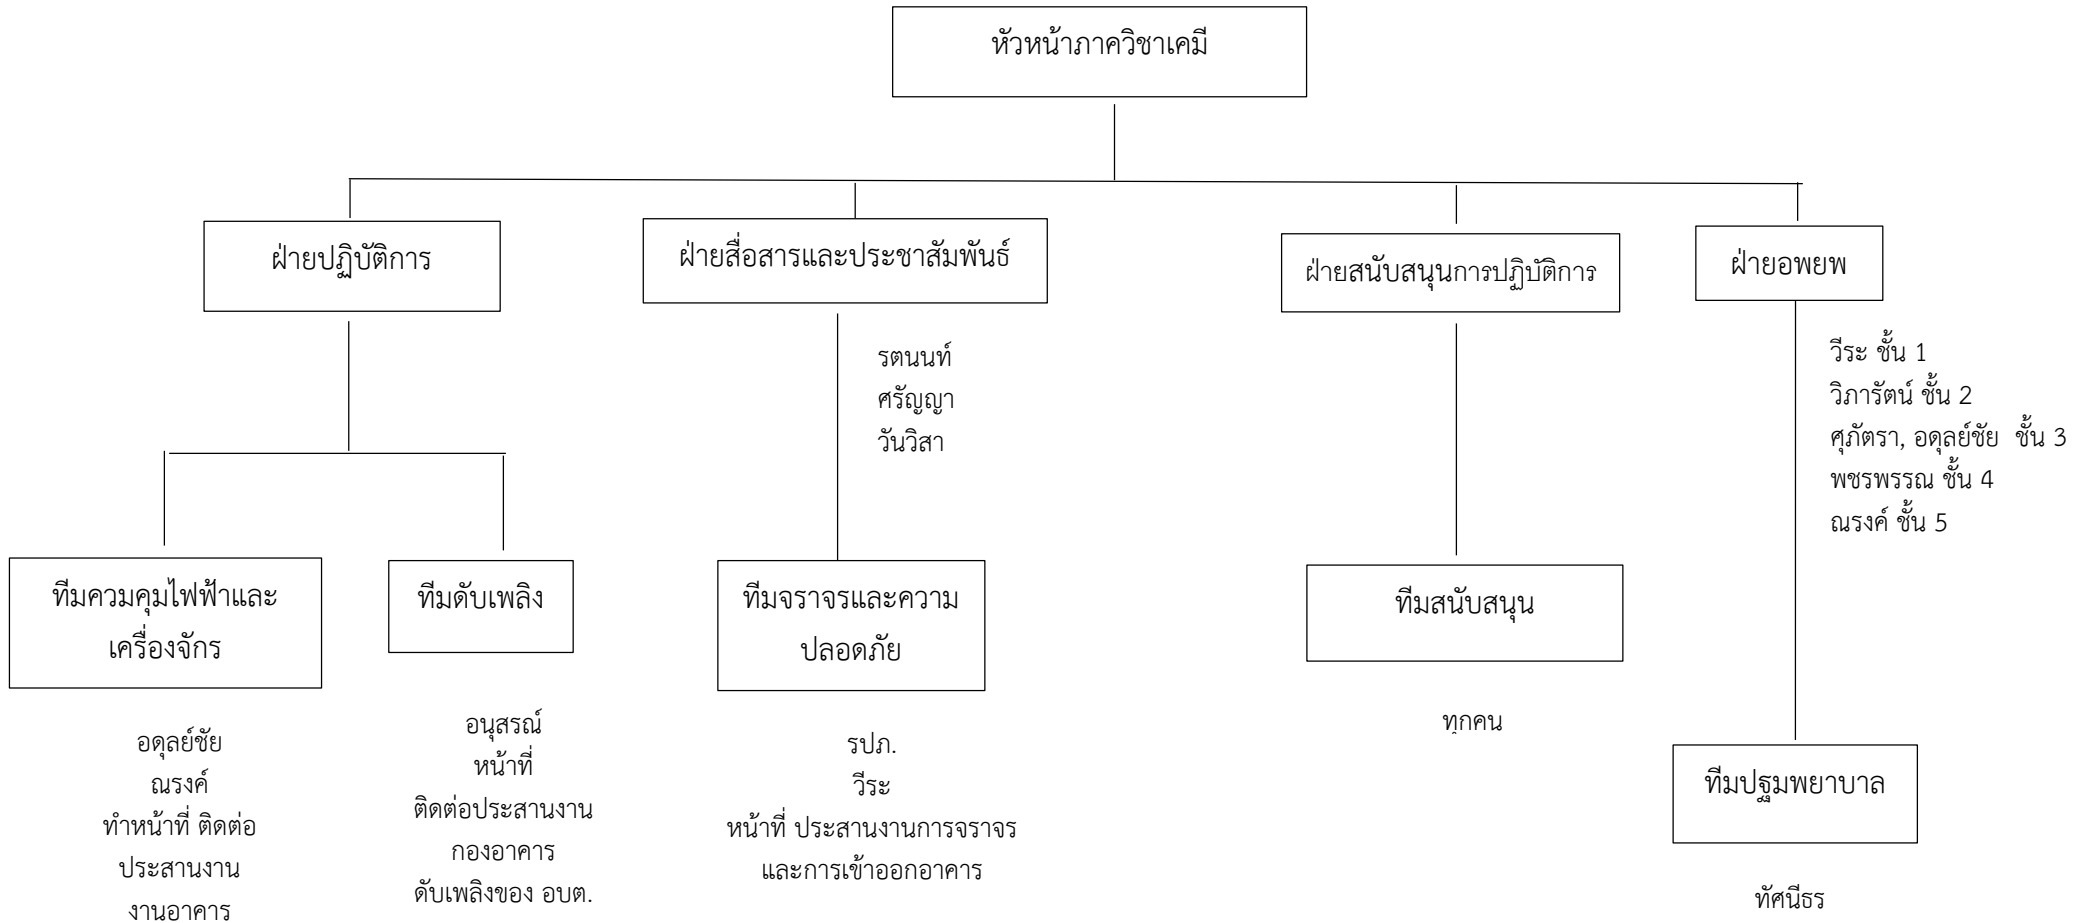 หัวหน้าภาควิชาเคมี
ฝ่ายปฏิบัติการ
ฝ่ายสื่อสารและประชาสัมพันธ์
ฝ่ายสนับสนุนการปฏิบัติการ
ฝ่ายอพยพ
รตนนท์
ศรัญญา
วันวิสา
วีระ ชั้น 1
วิภารัตน์ ชั้น 2
ศุภัตรา, อดุลย์ชัย ชั้น 3
พชรพรรณ ชั้น 4
ณรงค์ ชั้น 5
ทีมควมคุมไฟฟ้าและ
เครื่องจักร
ทีมดับเพลิง
ทีมจราจรและความ
ปลอดภัย
ทีมสนับสนุน
อดุลย์ชัย
ณรงค์
ทำหน้าที่ ติดต่อ
ประสานงาน
งานอาคาร
อนุสรณ์
หน้าที่
ติดต่อประสานงาน
กองอาคาร
ดับเพลิงของ อบต.
รปภ.
วีระ
หน้าที่ ประสานงานการจราจร
และการเข้าออกอาคาร
ทุกคน
ทีมปฐมพยาบาล
ทัศนีธร